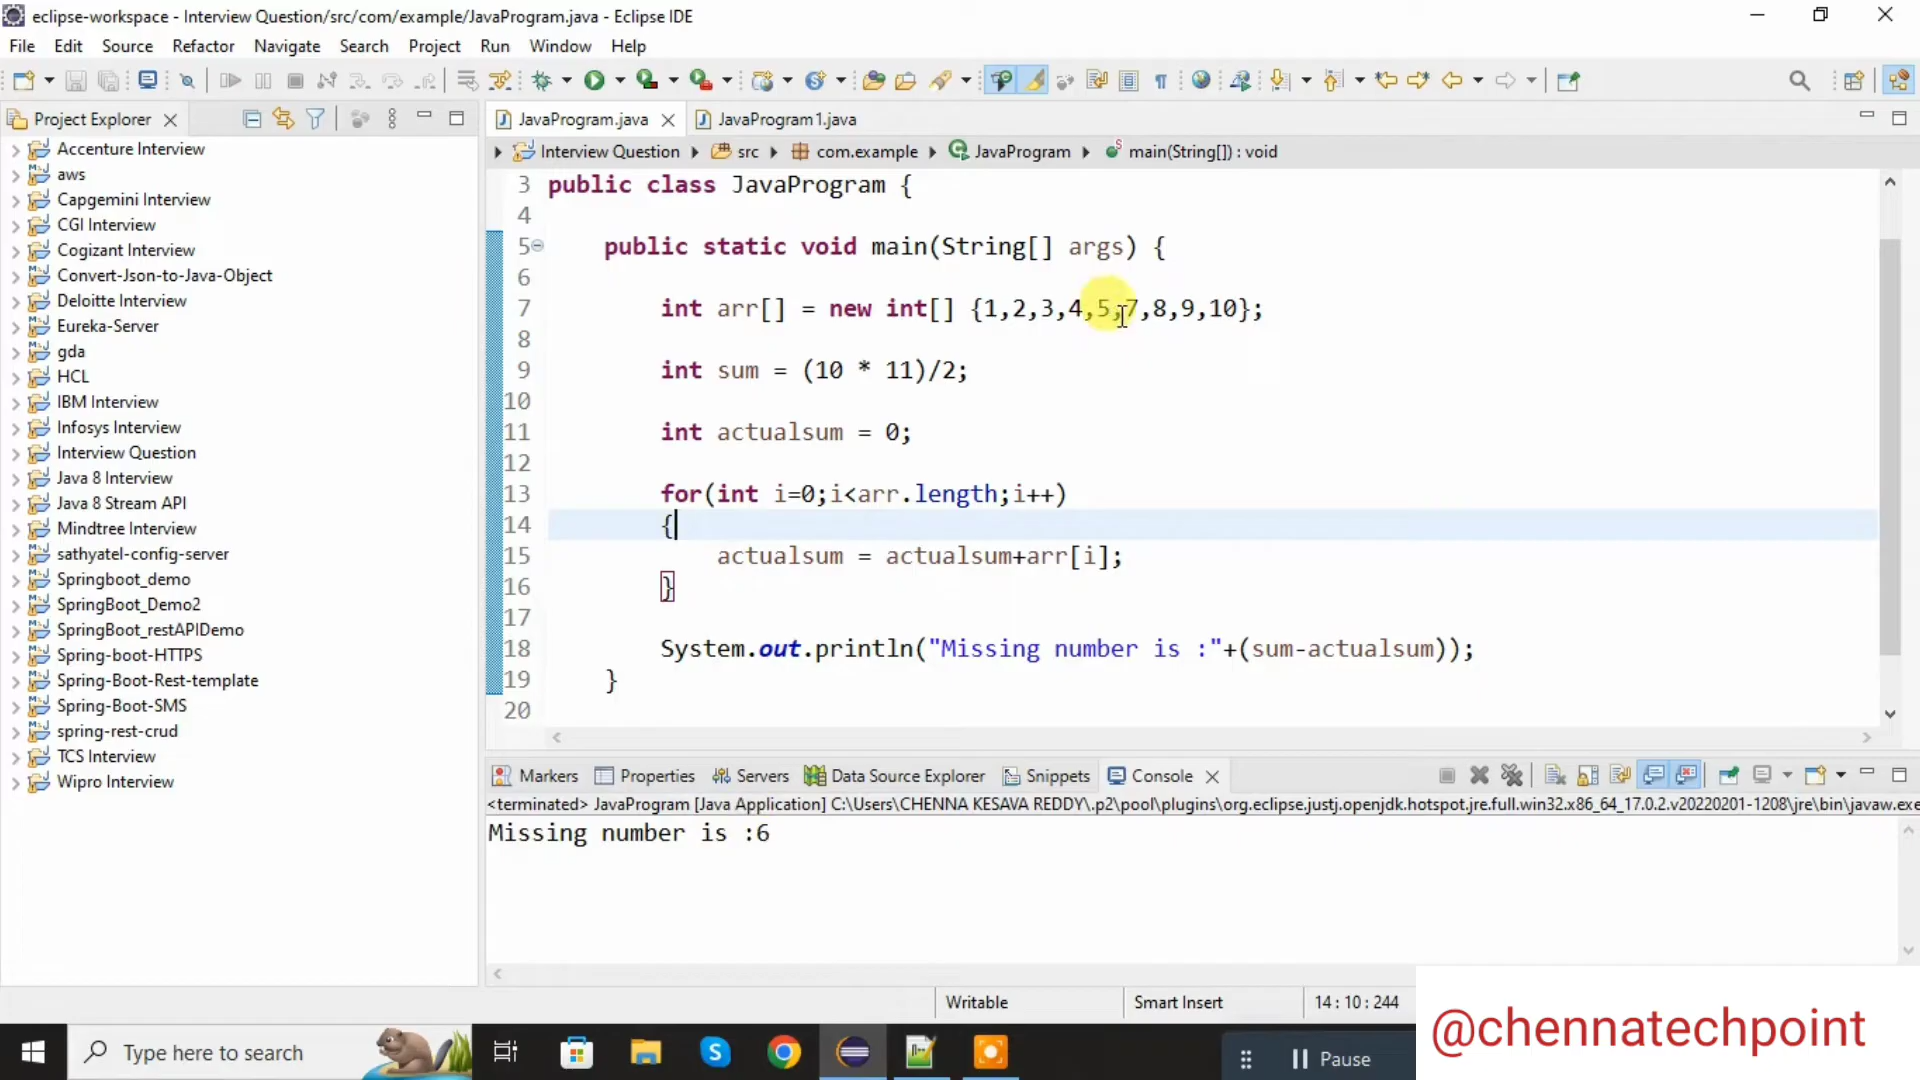 eclipse-workspace - Interview Question/src/com/example/JavaProgram.java - Eclipse IDE
File Edit Source Refactor Navigate Search Project Run Window Help
Project Explorer
Accenture Interview
aws
Capgemini Interview
CGI Interview
Cogizant Interview
Convert-Json-to-Java-Object
Deloitte Interview
Eureka-Server
gda
HCL
IBM Interview
Infosys Interview
Interview Question
Java 8 Interview
Java 8 Stream API
Mindtree Interview
sathyatel-config-server
Springboot_demo
SpringBoot_Demo2
SpringBoot_restAPIDemo
Spring-boot-HTTPS
Spring-Boot-Rest-template
Spring-Boot-SMS
spring-rest-crud
TCS Interview
Wipro Interview
JavaProgram.java JavaProgram1.java
Interview Question src com.example JavaProgram main(String[]) : void
3 public class JavaProgram {
4
5 public static void main(String[] args) {
6
7 int arr[] = new int[] {1,2,3,4,5,7,8,9,10};
8
9 int sum = (10 * 11)/2;
10
11 int actualsum = 0;
12
13 for(int i=0;i<arr.length;i++)
14 {
15 actualsum = actualsum+arr[i];
16 }
17
18 System.out.println("Missing number is :"+(sum-actualsum));
19 }
20
Markers Properties Servers Data Source Explorer Snippets Console
<terminated> JavaProgram [Java Application] C:\Users\CHENNA KESAVA REDDY\.p2\pool\plugins\org.eclipse.justj.openjdk.hotspot.jre.full.win32.x86_64_17.0.2.v20220201-1208\jre\bin\javaw.exe
Missing number is :6
Writable Smart Insert 14 : 10 : 244
@chennatechpoint
Type here to search
Pause